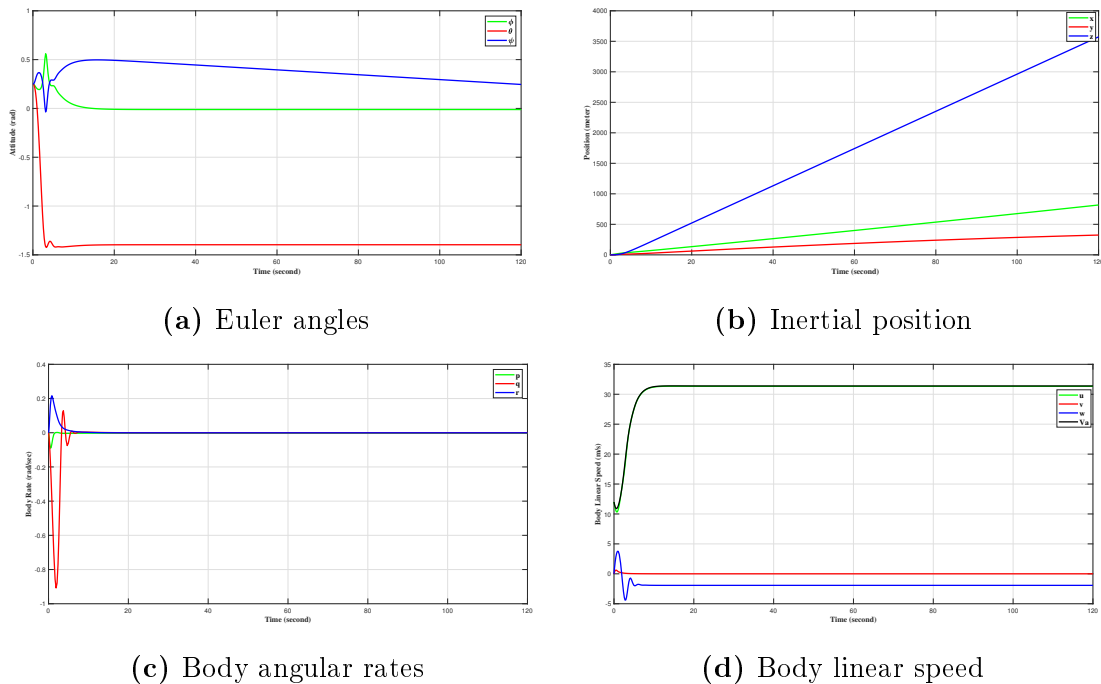 1
0.5
0
-0.5
-1
-1.5
0
20
40
60
80
100
120
Attitude (rad)
Time (second)
ϕ
θ
ψ
(a) Euler angles
4000
3500
3000
2500
2000
1500
1000
500
0
0
20
40
60
80
100
120
Position (meter)
Time (second)
x
y
z
(b) Inertial position
0.4
0.2
0
-0.2
-0.4
-0.6
-0.8
-1
0
20
40
60
80
100
120
Body Rate (rad/sec)
Time (second)
p
q
r
(c) Body angular rates
35
30
25
20
15
10
5
0
-5
0
20
40
60
80
100
120
Body Linear Speed (m/s)
Time (second)
u
v
w
Va
(d) Body linear speed